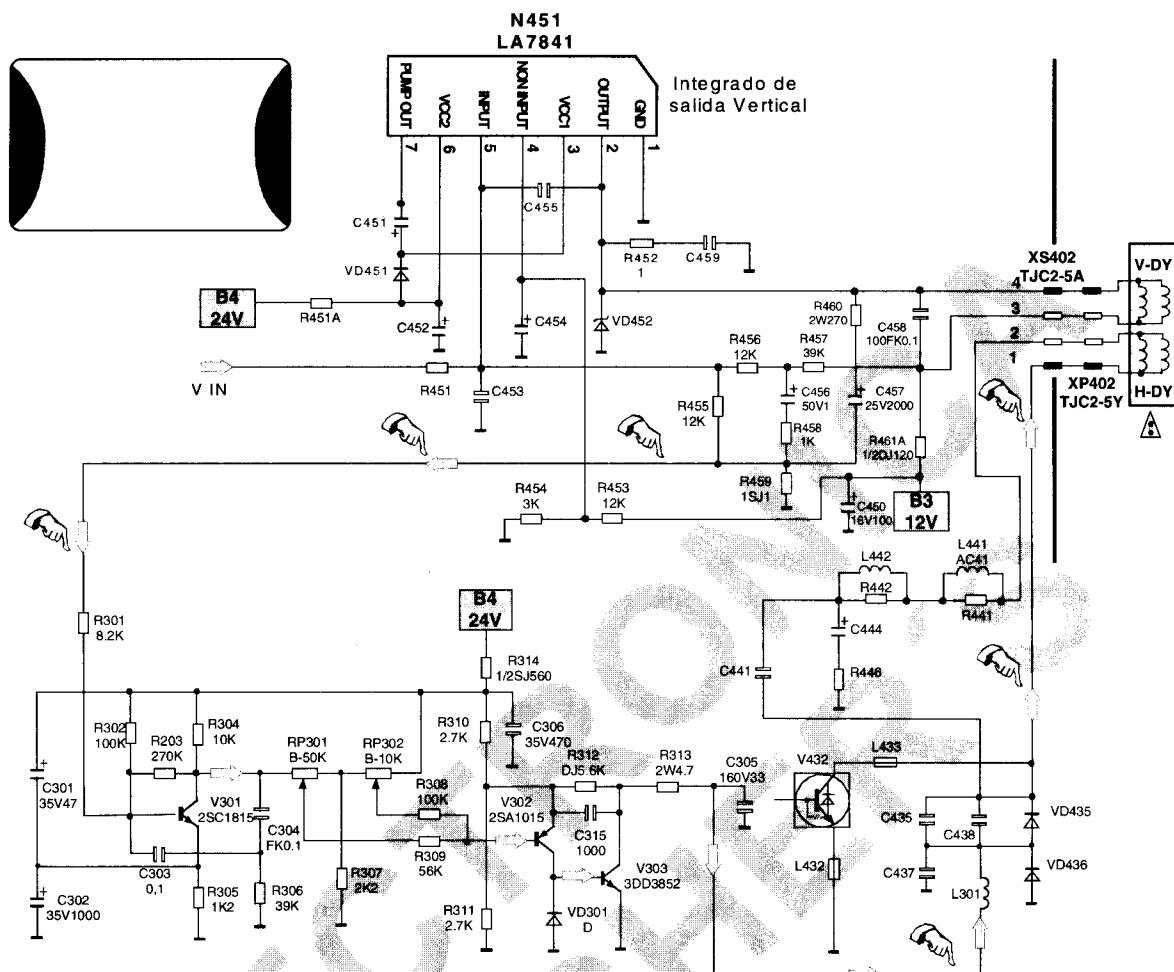 N451
LA7841
Integrado de
salida Vertical
PUMP OUT
VCC2
INPUT
NON INPUT
VCC1
OUTPUT
GND
7
6
5
4
3
2
1
C451
C455
VD451
R452
1
C459
XS402
TJC2-5A
V-DY
4
3
2
1
B4
24V
R451A
C452
C454
VD452
R460
2W270
C458
100FK0.1
R456
12K
R457
39K
V IN
R451
C453
R455
12K
C456
50V1
C457
25V2000
R458
1K
R461A
1/2DJ120
XP402
TJC2-5Y
H-DY
R459
1SJ1
R454
3K
R453
12K
C450
16V100
B3
12V
L442
L441
AC41
R442
R441
C444
C441
R446
B4
24V
R301
8.2K
R314
1/2SJ560
R302
100K
R304
10K
R203
270K
RP301
B-50K
RP302
B-10K
R310
2.7K
C306
35V470
R312
DJ5.6K
R313
2W4.7
C305
160V33
V432
L433
C301
35V47
V301
2SC1815
C304
FK0.1
R308
100K
V302
2SA1015
C315
1000
C435
C438
VD435
R309
56K
V303
3DD3852
C303
0,1
R307
2K2
L432
C437
VD436
C302
35V1000
R305
1K2
R306
39K
R311
2.7K
VD301
D
L301